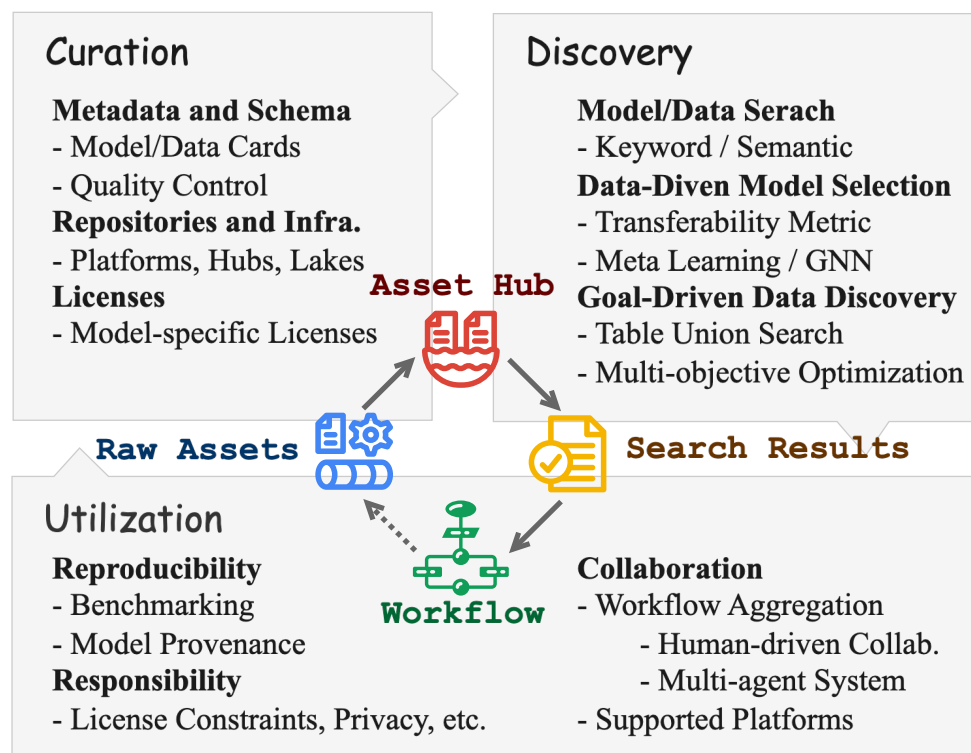 Curation
Metadata and Schema
- Model/Data Cards
- Quality Control
Repositories and Infra.
- Platforms, Hubs, Lakes
Licenses
- Model-specific Licenses
Discovery
Model/Data Serach
- Keyword / Semantic
Data-Diven Model Selection
- Transferability Metric
- Meta Learning / GNN
Goal-Driven Data Discovery
- Table Union Search
- Multi-objective Optimization
Asset Hub
Raw Assets
Search Results
Workflow
Utilization
Reproducibility
- Benchmarking
- Model Provenance
Responsibility
- License Constraints, Privacy, etc.
Collaboration
- Workflow Aggregation
- Human-driven Collab.
- Multi-agent System
- Supported Platforms